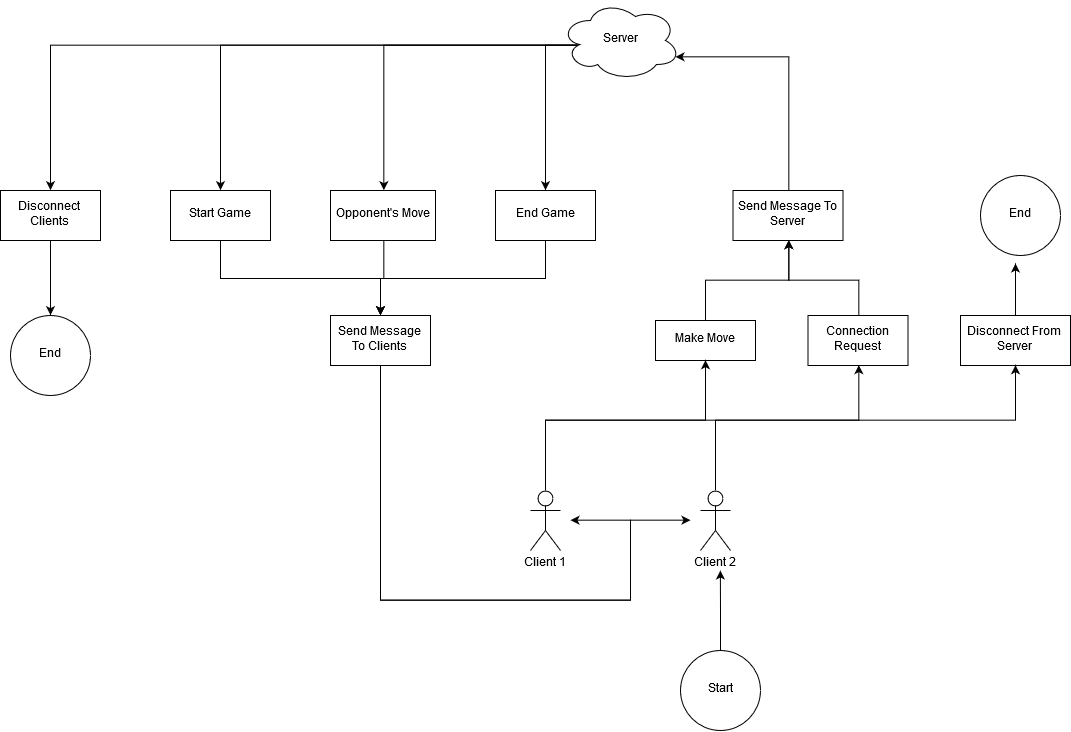 Server
Disconnect
Clients
Start Game
Opponent's Move
End Game
Send Message To
Server
End
End
Send Message
To Clients
Make Move
Connection
Request
Disconnect From
Server
Client 1
Client 2
Start